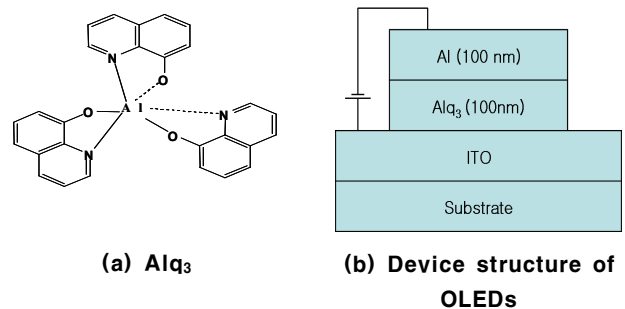 N
O
O
Al
N
N
O
(a) Alq₃
Al (100 nm)
Alq₃ (100nm)
ITO
Substrate
(b) Device structure of
OLEDs